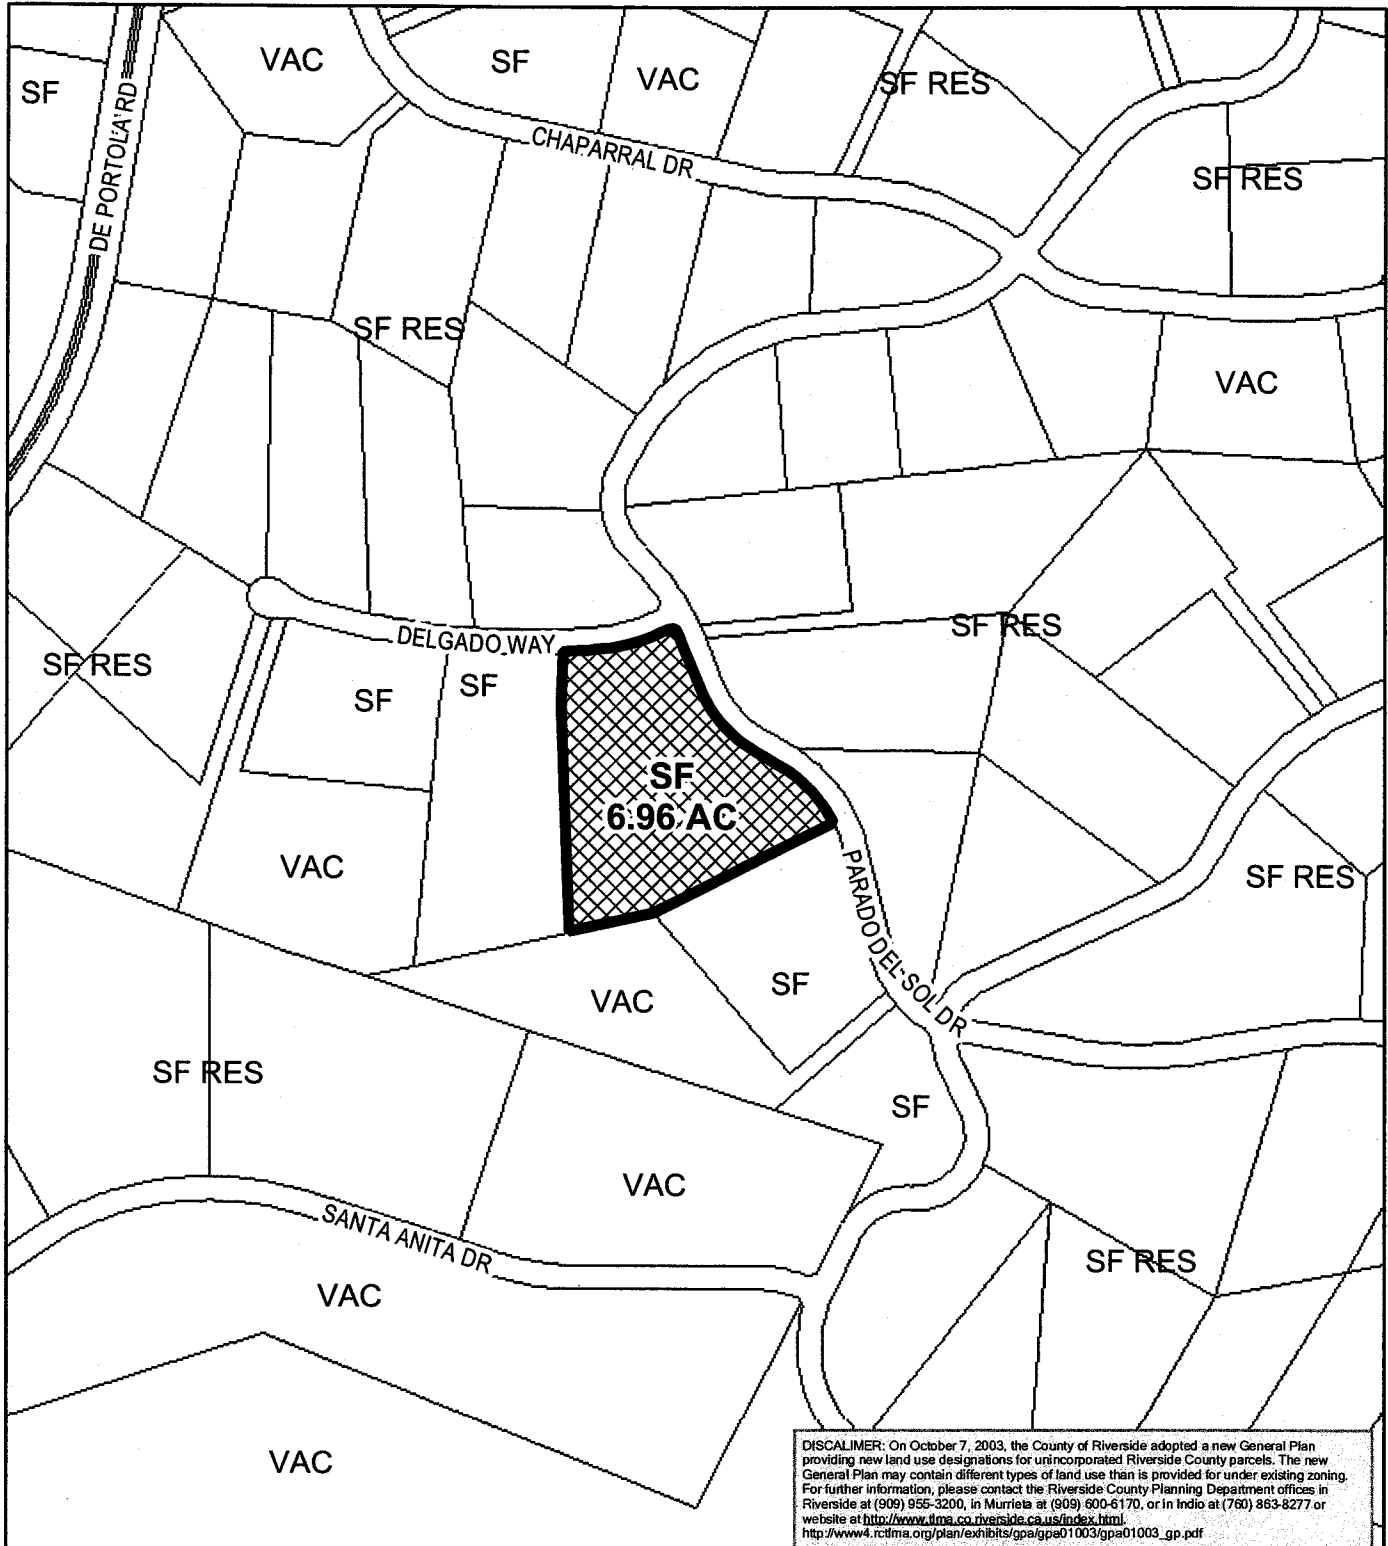 VAC
SF
VAC
SF RES
SF
DE PORTOLA RD
CHAPARRAL DR
SF RES
SF RES
VAC
SF RES
DELGADO WAY
SF RES
SF
SF
SF
6.96 AC
VAC
PARADO DEL SOL DR
SF RES
VAC
SF
SF RES
SF
VAC
SANTA ANITA DR
SF RES
VAC
VAC
DISCALIMER: On October 7, 2003, the County of Riverside adopted a new General Plan
providing new land use designations for unincorporated Riverside County parcels. The new
General Plan may contain different types of land use than is provided for under existing zoning.
For further information, please contact the Riverside County Planning Department offices in
Riverside at (909) 955-3200, in Murrieta at (909) 600-6170, or in Indio at (760) 863-8277 or
website at http://www.tlma.co.riverside.ca.us/index.html.
http://www4.rctlma.org/plan/exhibits/gpa/gpa01003/gpa01003_gp.pdf